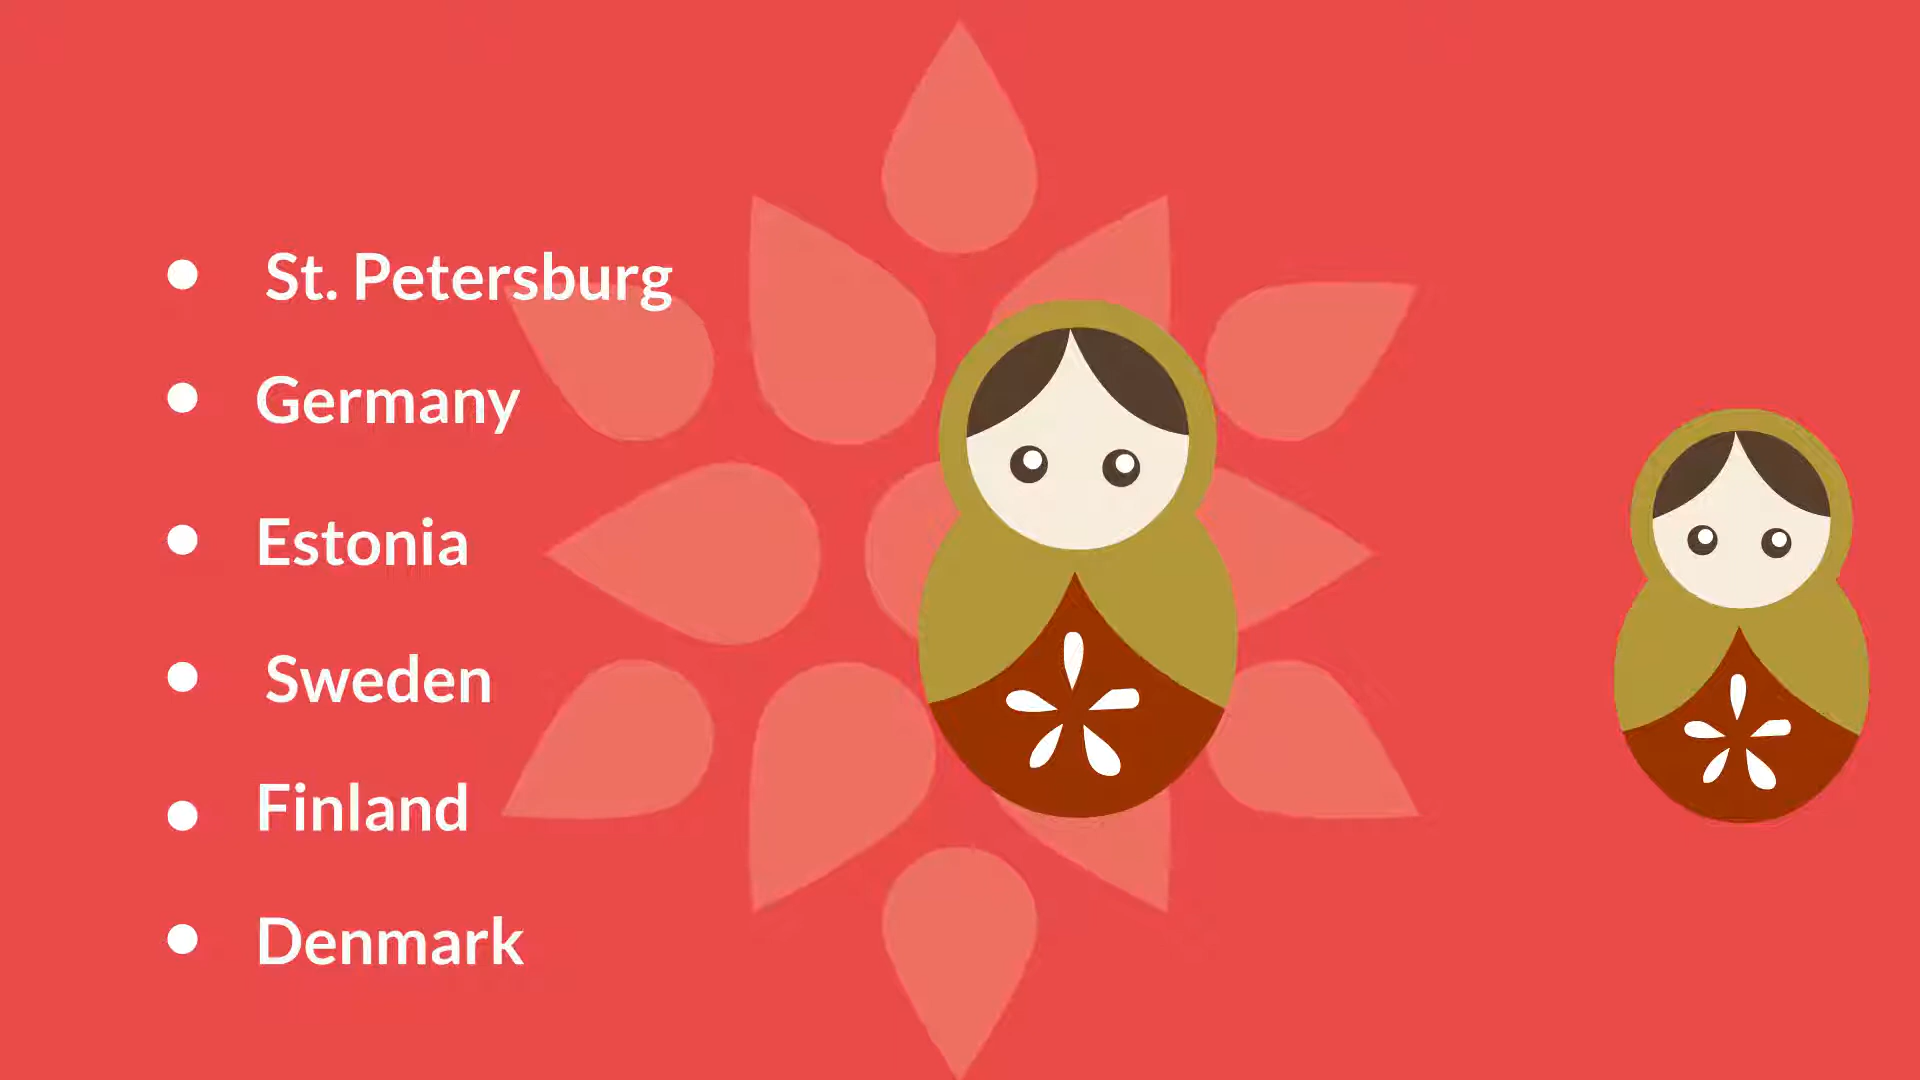 St. Petersburg
Germany
Estonia
Sweden
Finland
Denmark